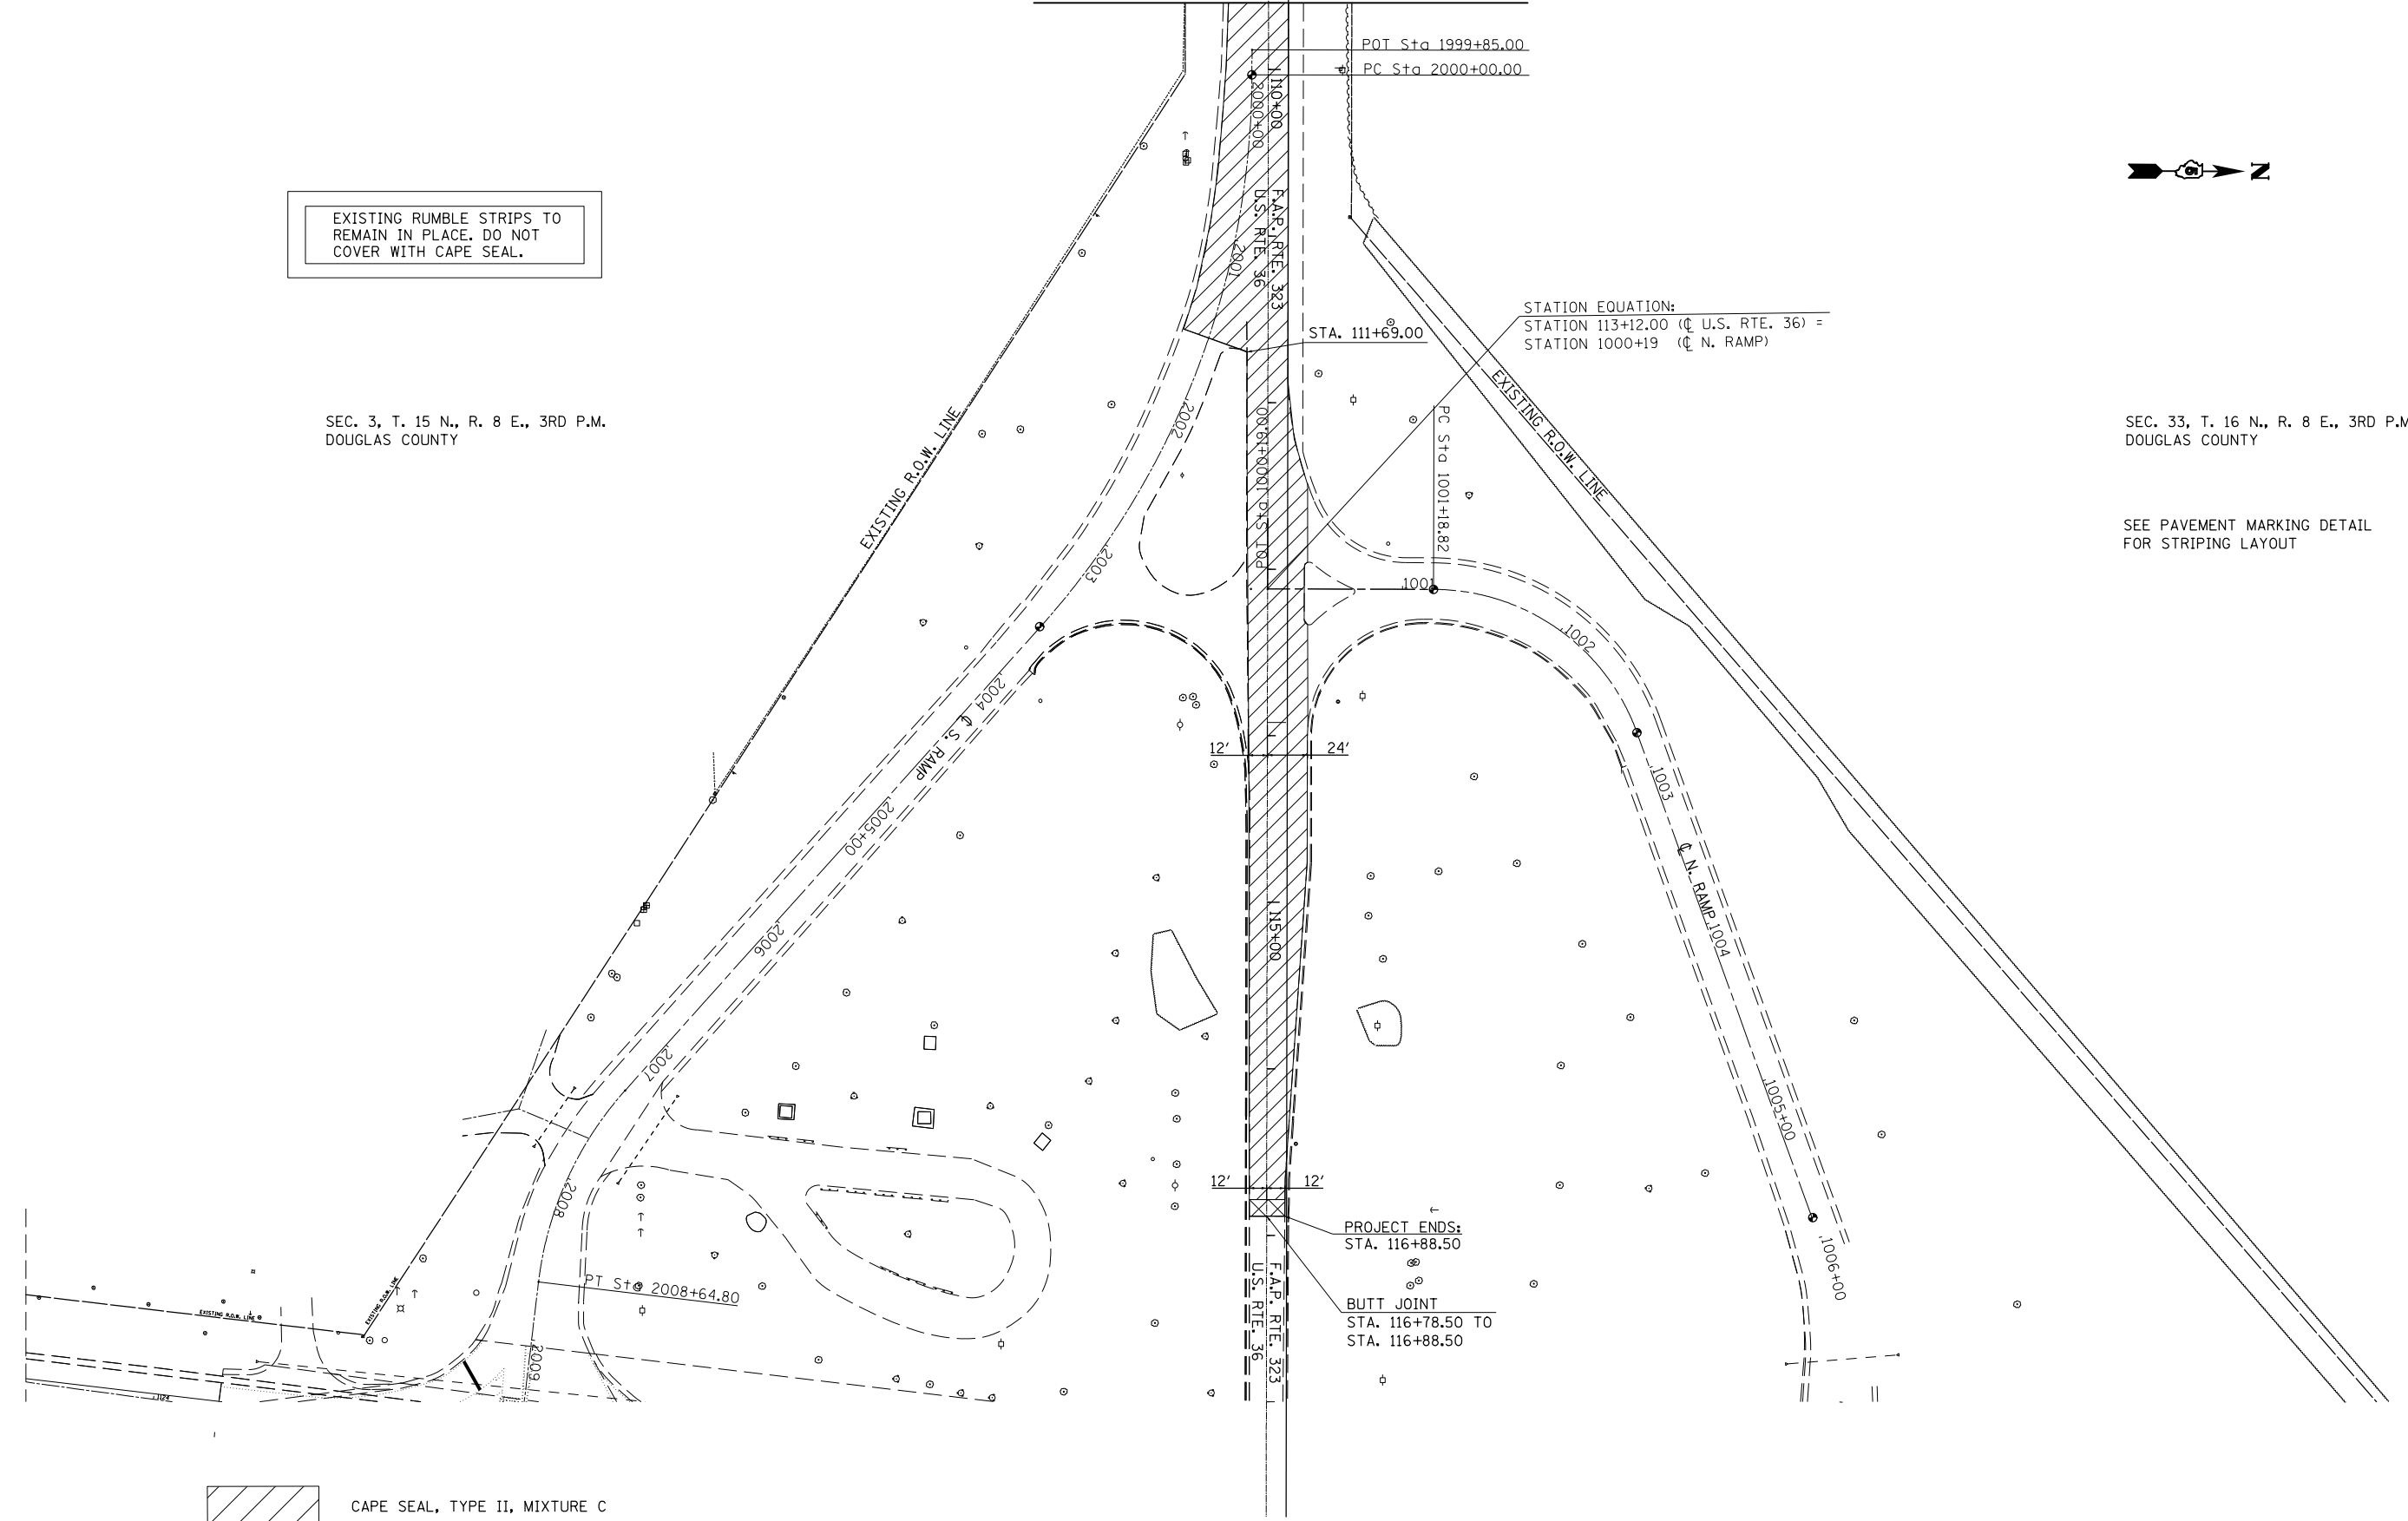 POT Sta 1999+85.00
PC Sta 2000+00.00
110+00
2000+00
N
EXISTING RUMBLE STRIPS TO
REMAIN IN PLACE. DO NOT
COVER WITH CAPE SEAL.
F.A.P. RTE. 323
U.S. RTE. 36
2001
STATION EQUATION:
STATION 113+12.00 (℄ U.S. RTE. 36) =
STATION 1000+19 (℄ N. RAMP)
STA. 111+69.00
EXISTING R.O.W. LINE
EXISTING R.O.W. LINE
SEC. 3, T. 15 N., R. 8 E., 3RD P.M.
DOUGLAS COUNTY
SEC. 33, T. 16 N., R. 8 E., 3RD P.M
DOUGLAS COUNTY
2002
POT Sta 1000+19.00
PC Sta 1001+18.82
SEE PAVEMENT MARKING DETAIL
FOR STRIPING LAYOUT
2003
1001
1002
2004
℄ S. RAMP
12' 24'
1003
2005+00
℄ N. RAMP
1004
115+00
2006
2007
1005+00
2008
12' 12'
PROJECT ENDS:
STA. 116+88.50
1006+00
PT Sta 2008+64.80
BUTT JOINT
STA. 116+78.50 TO
STA. 116+88.50
F.A.P. RTE. 323
U.S. RTE. 36
EXISTING R.O.W. LINE
EXISTING R.O.W. LINE
2009
CAPE SEAL, TYPE II, MIXTURE C